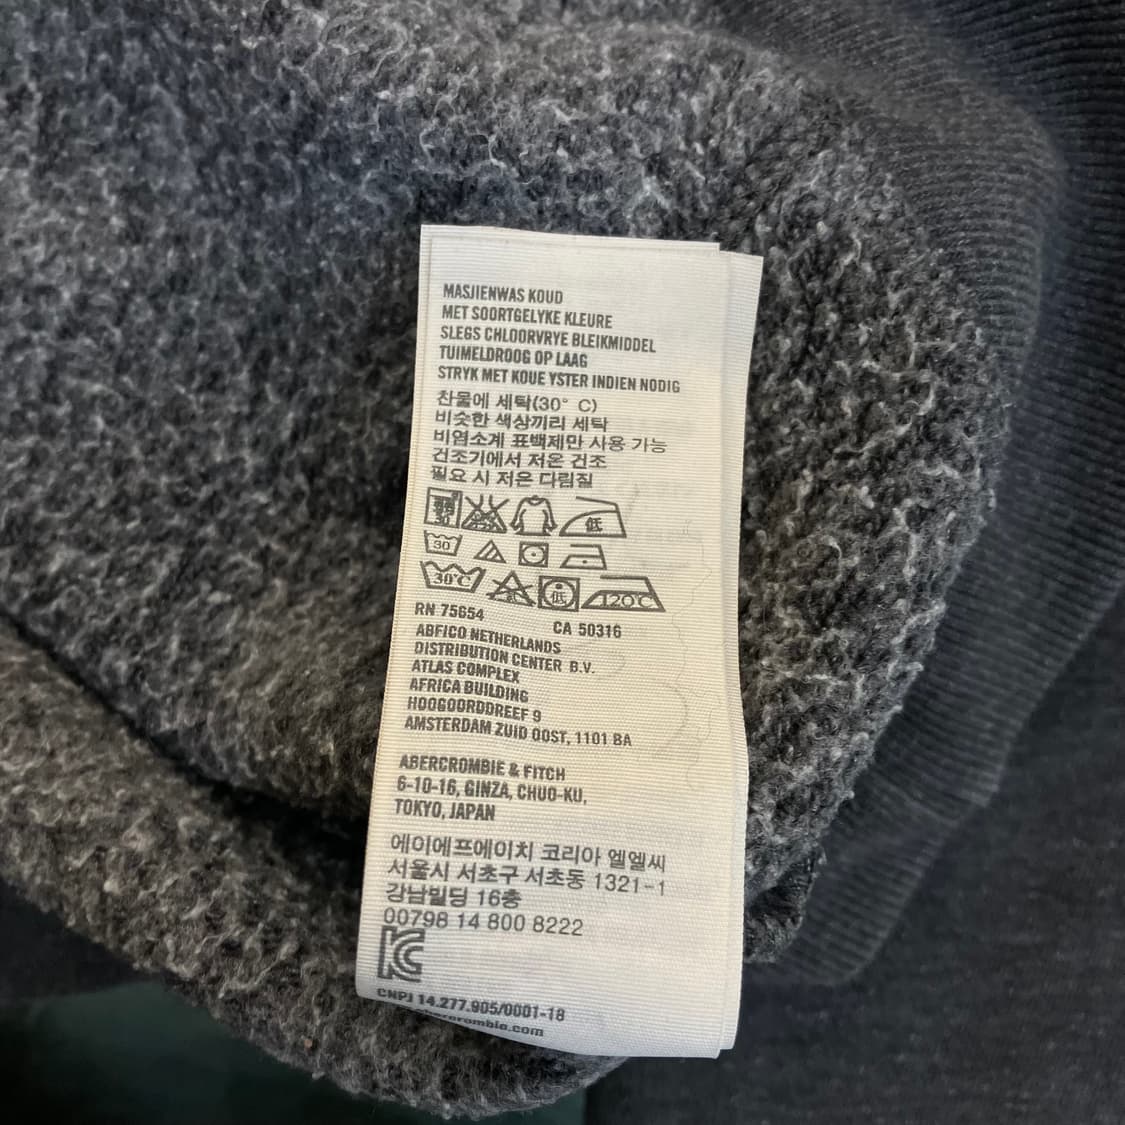 MASJIENWAS KOUD
MET SOORTGELYKE KLEURE
SLEGS CHLOORVRYE BLEIKMIDDEL
TUIMELDROOG OP LAAG
STRYK MET KOUE YSTER INDIEN NODIG
찬물에 세탁(30° C)
비슷한 색상끼리 세탁
비염소계 표백제만 사용 가능
건조기에서 저온 건조
필요 시 저온 다림질
30 低
30
30°C 低 120°C
RN 75654 CA 50316
ABFICO NETHERLANDS
DISTRIBUTION CENTER B.V.
ATLAS COMPLEX
AFRICA BUILDING
HOOGOORDDREEF 9
AMSTERDAM ZUID OOST, 1101 BA
ABERCROMBIE & FITCH
6-10-16, GINZA, CHUO-KU,
TOKYO, JAPAN
에이에프에이치 코리아 엘엘씨
서울시 서초구 서초동 1321-1
강남빌딩 16층
00798 14 800 8222
KC
CNPJ 14.277.905/0001-18